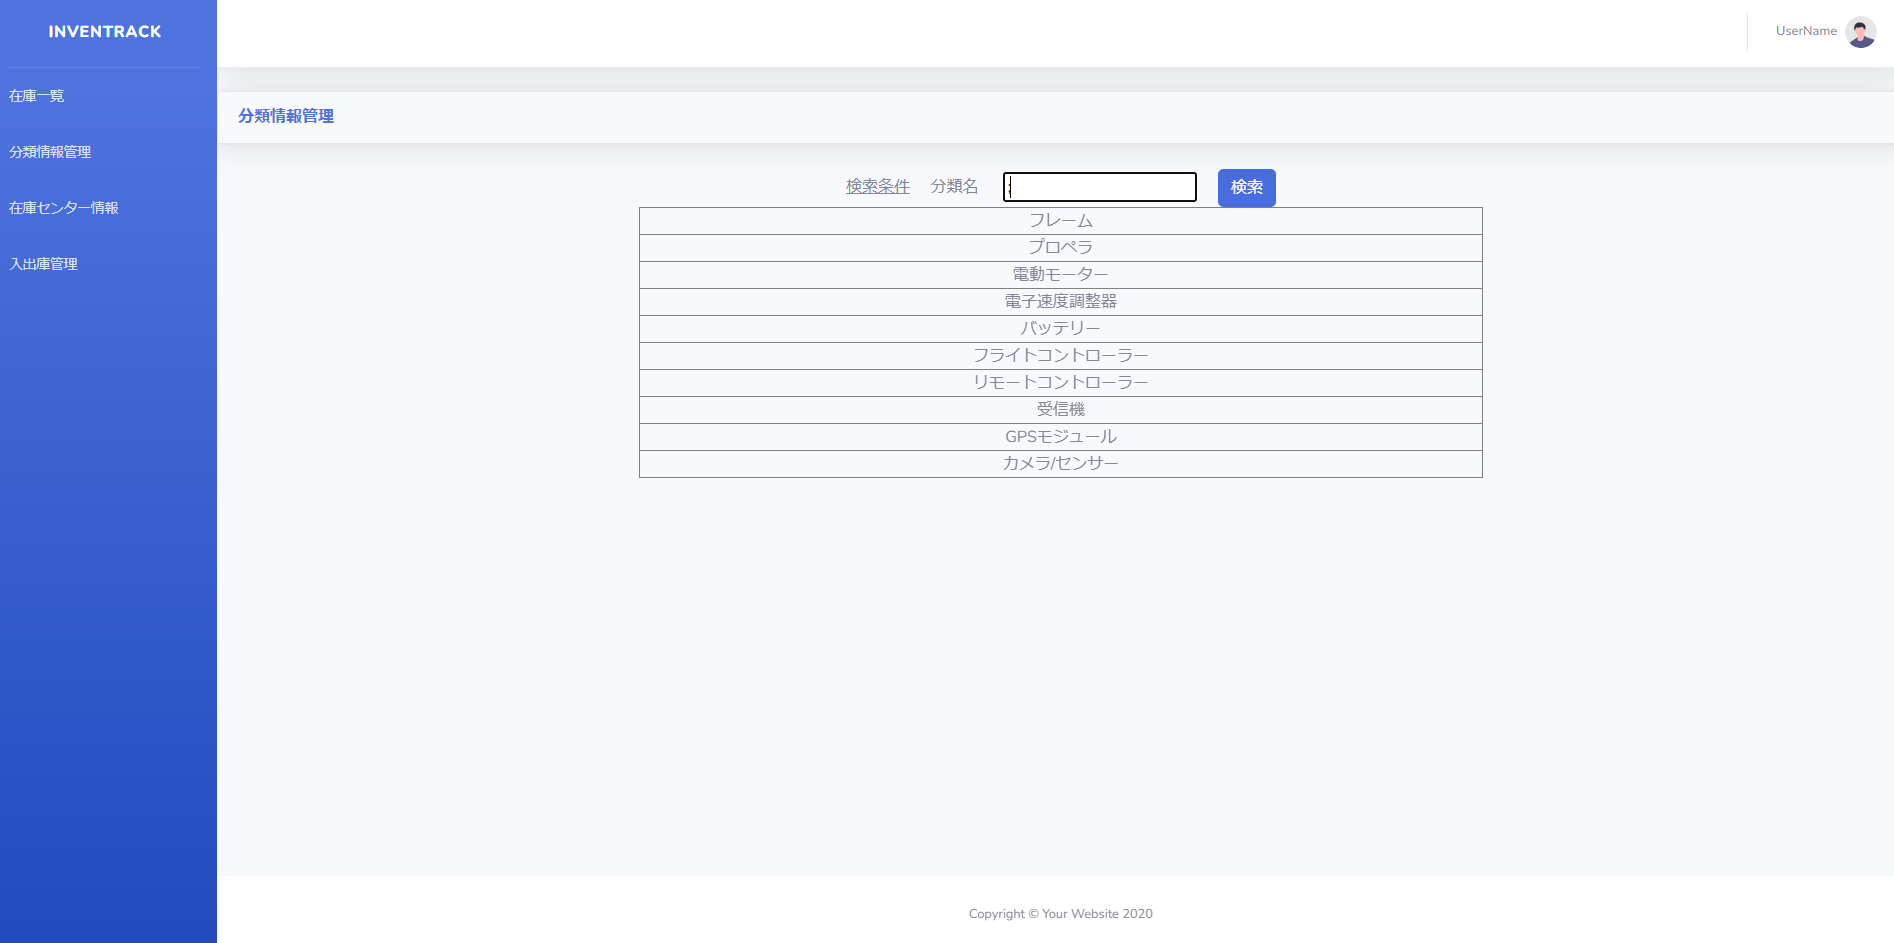 INVENTRACK
UserName
在庫一覧
分類情報管理
在庫センター情報
入出庫管理
分類情報管理
検索条件 分類名 検索
フレーム
プロペラ
電動モーター
電子速度調整器
バッテリー
フライトコントローラー
リモートコントローラー
受信機
GPSモジュール
カメラ/センサー
Copyright © Your Website 2020